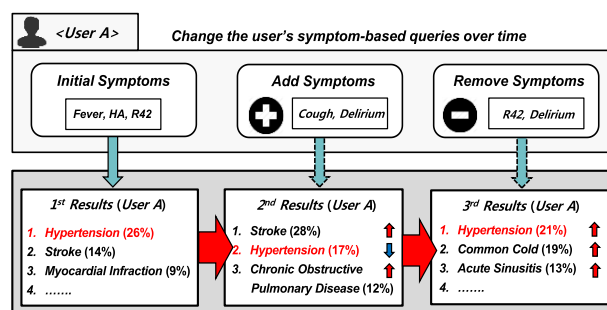 <User A>
Change the user's symptom-based queries over time
Initial Symptoms
Fever, HA, R42
Add Symptoms
Cough, Delirium
Remove Symptoms
R42, Delirium
1st Results (User A)
1. Hypertension (26%)
2. Stroke (14%)
3. Myocardial Infraction (9%)
4. .......
2nd Results (User A)
1. Stroke (28%)
2. Hypertension (17%)
3. Chronic Obstructive
Pulmonary Disease (12%)
3rd Results (User A)
1. Hypertension (21%)
2. Common Cold (19%)
3. Acute Sinusitis (13%)
4. .......